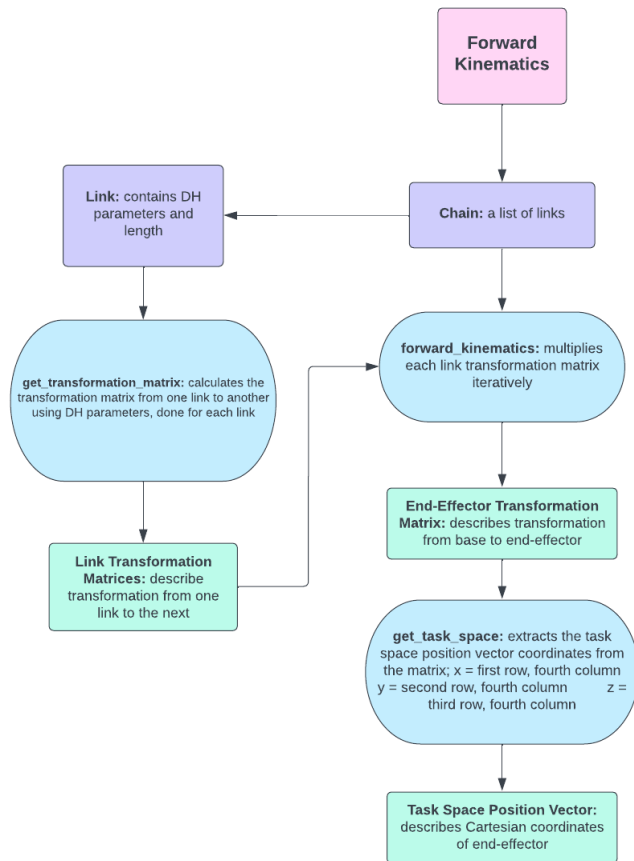 Forward
Kinematics
Link: contains DH
parameters and
length
Chain: a list of links
get_transformation_matrix: calculates the
transformation matrix from one link to another
using DH parameters, done for each link
forward_kinematics: multiplies
each link transformation matrix
iteratively
Link Transformation
Matrices: describe
transformation from one
link to the next
End-Effector Transformation
Matrix: describes transformation
from base to end-effector
get_task_space: extracts the task
space position vector coordinates from
the matrix; x = first row, fourth column
y = second row, fourth column z =
third row, fourth column
Task Space Position Vector:
describes Cartesian coordinates
of end-effector